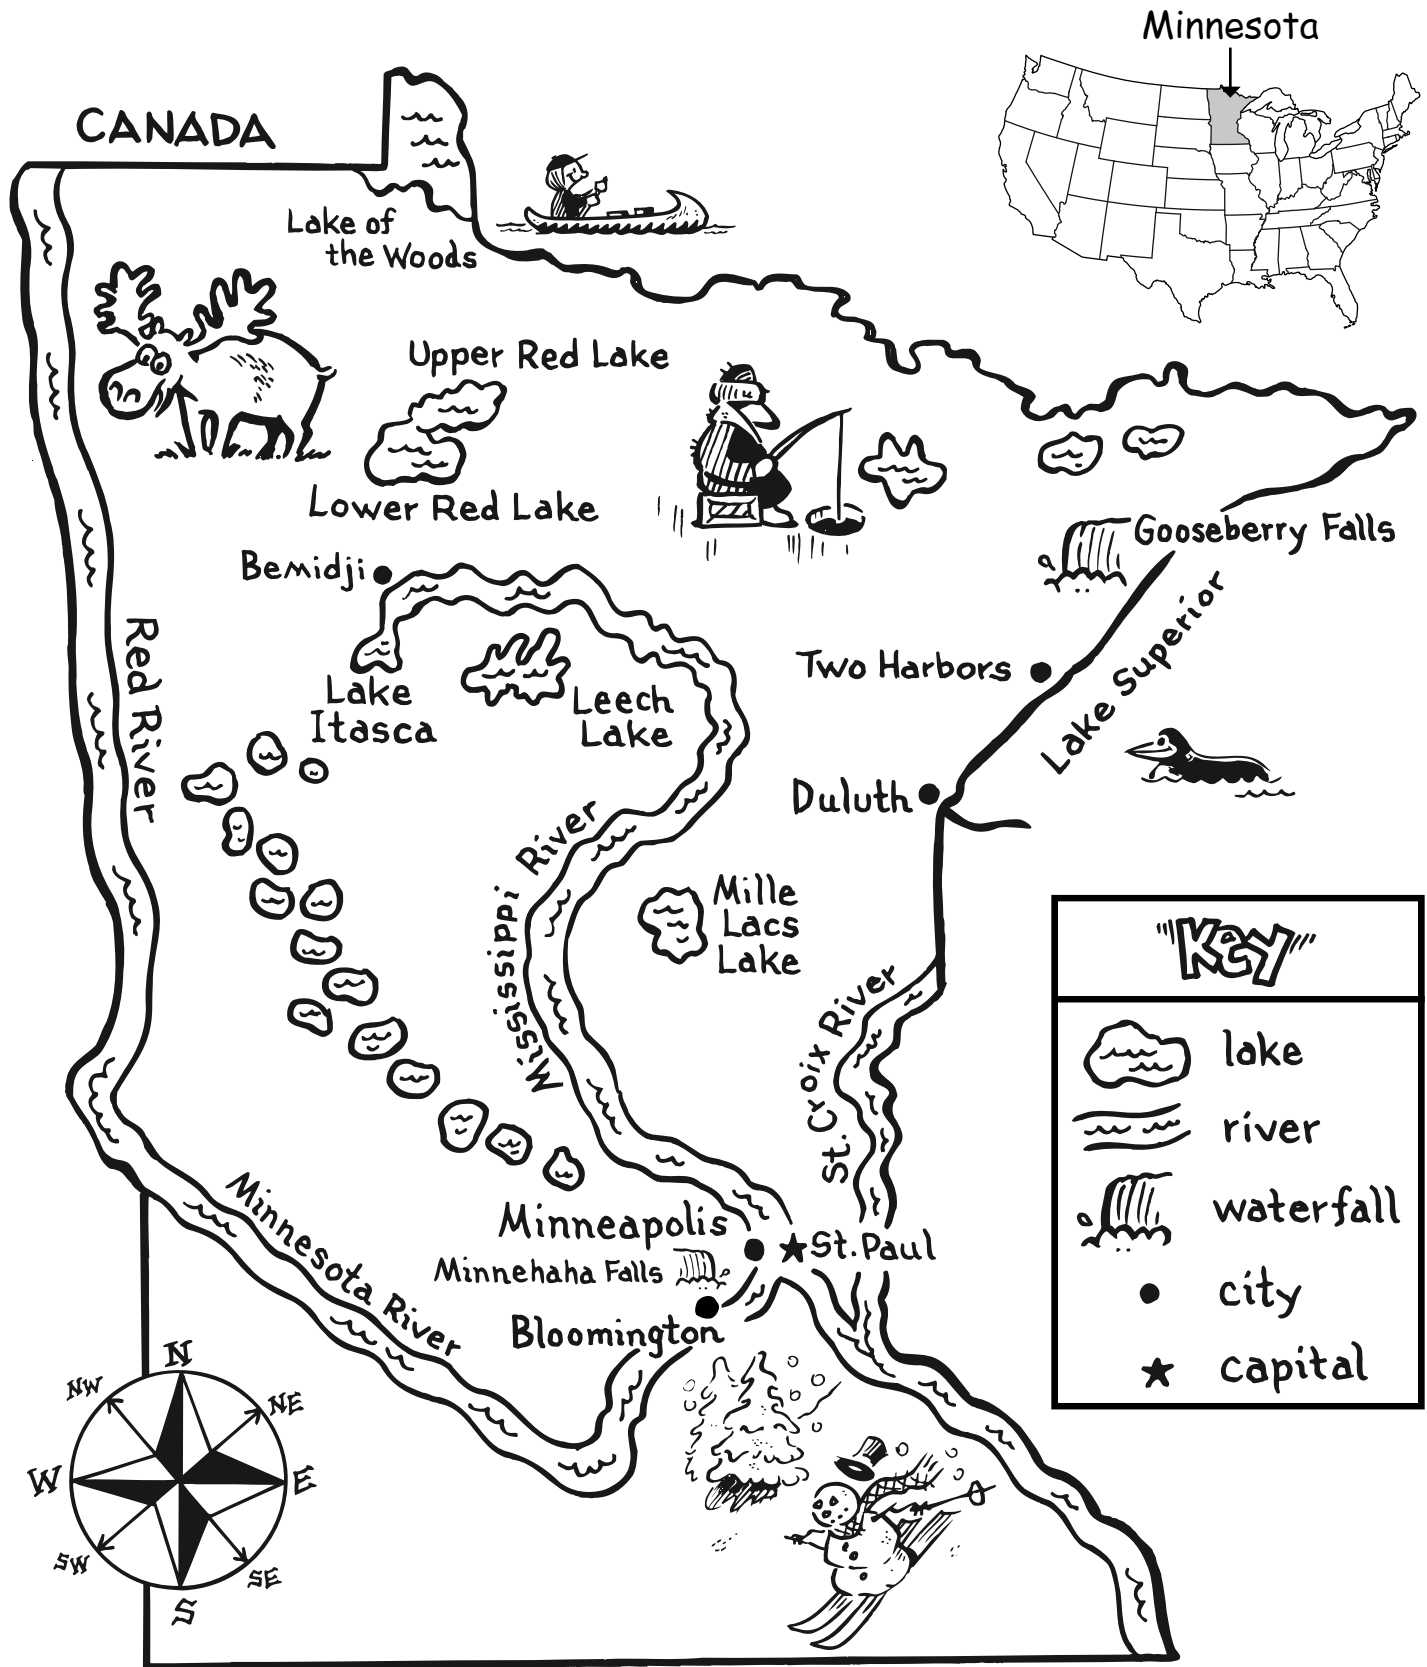 Minnesota
CANADA
Lake of
the Woods
Upper Red Lake
Lower Red Lake
Gooseberry Falls
Bemidji
Red River
Lake
Itasca
Leech
Lake
Two Harbors
Lake Superior
Duluth
Mississippi River
Mille
Lacs
Lake
St. Croix River
KEY
lake
river
waterfall
city
capital
Minnesota River
Minneapolis
St. Paul
Minnehaha Falls
Bloomington
N
NW
NE
W
E
SW
SE
S